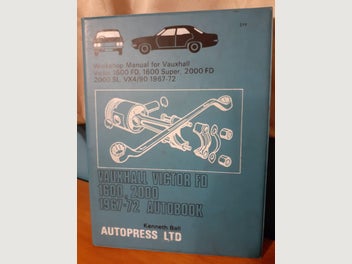 Workshop Manual for Vauxhall
Victor 1600 FD, 1600 Super, 2000 FD
2000 SL, VX4/90 1967-72
VAUXHALL VICTOR FD
1600, 2000
1967-72 AUTOBOOK
Kenneth Ball
AUTOPRESS LTD